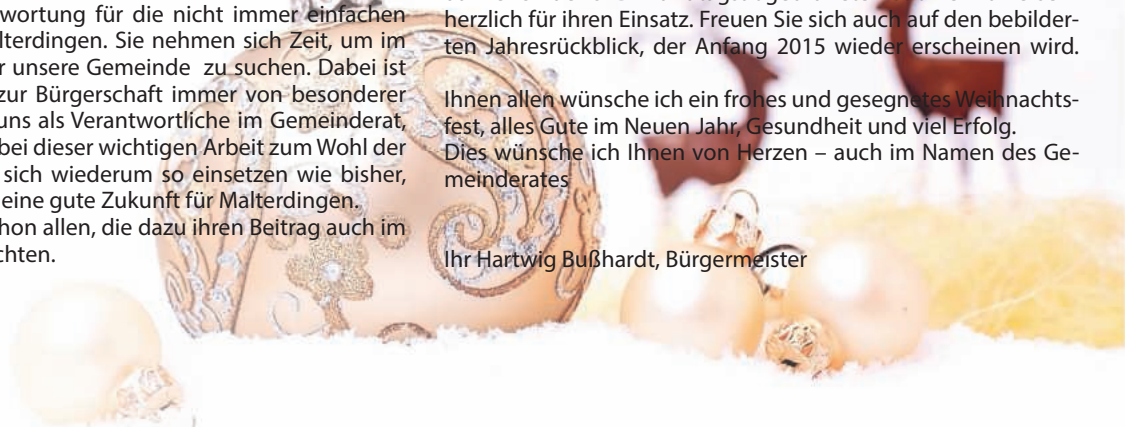 wortung für die nicht immer einfachen
lterdingen. Sie nehmen sich Zeit, um im
r unsere Gemeinde zu suchen. Dabei ist
zur Bürgerschaft immer von besonderer
uns als Verantwortliche im Gemeinderat,
bei dieser wichtigen Arbeit zum Wohl der
sich wiederum so einsetzen wie bisher,
eine gute Zukunft für Malterdingen.
hon allen, die dazu ihren Beitrag auch im
chten.
herzlich für ihren Einsatz. Freuen Sie sich auch auf den bebilder-
ten Jahresrückblick, der Anfang 2015 wieder erscheinen wird.
Ihnen allen wünsche ich ein frohes und gesegnetes Weihnachts-
fest, alles Gute im Neuen Jahr, Gesundheit und viel Erfolg.
Dies wünsche ich Ihnen von Herzen – auch im Namen des Ge-
meinderates
Ihr Hartwig Bußhardt, Bürgermeister